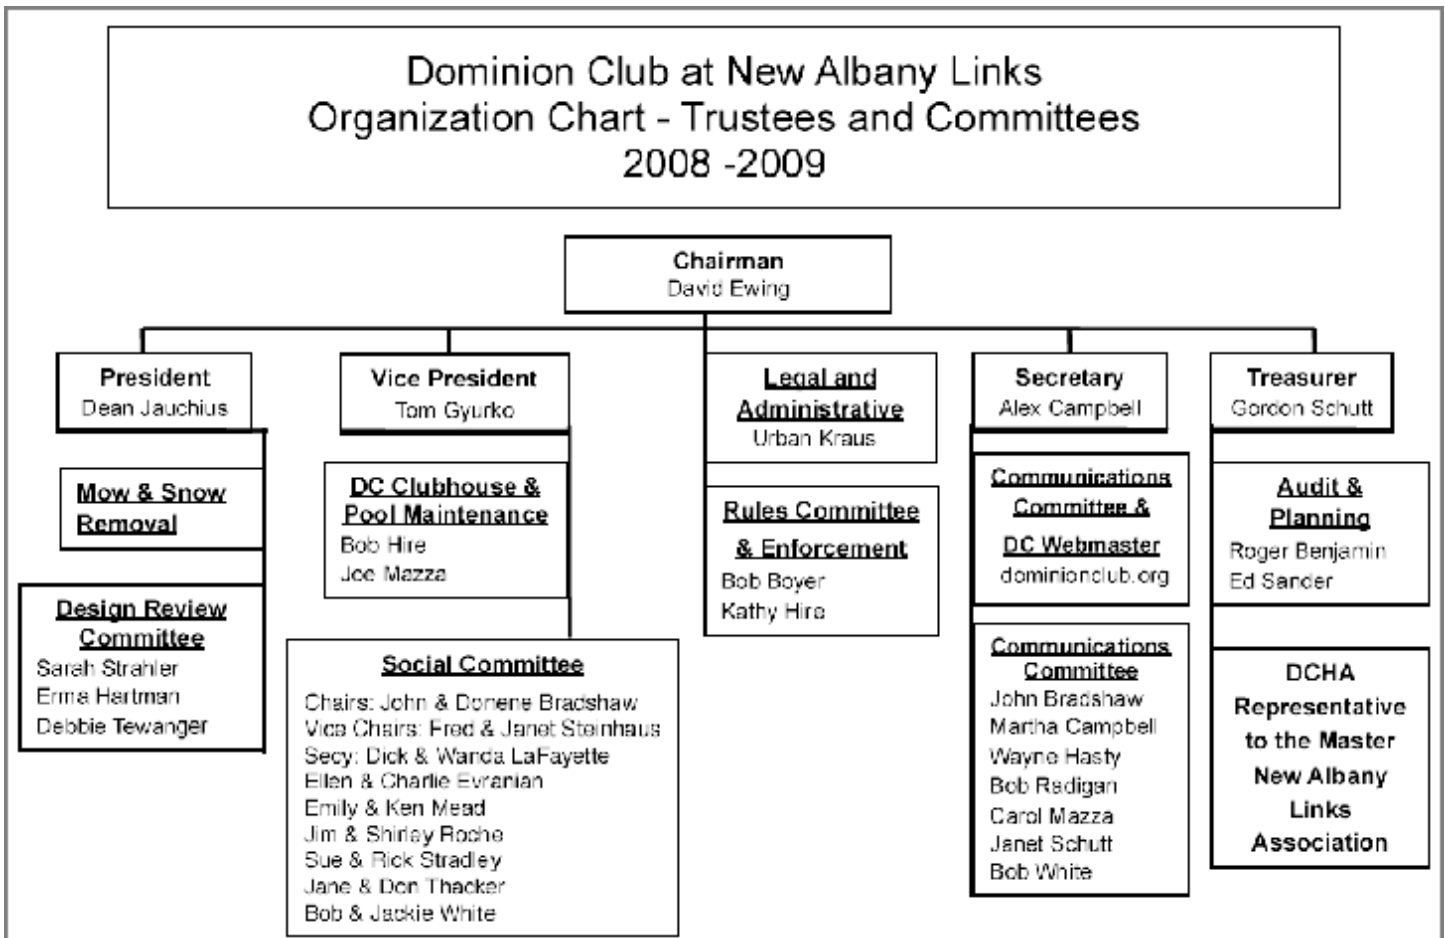 Dominion Club at New Albany Links
Organization Chart - Trustees and Committees
2008 -2009
Chairman
David Ewing
President
Dean Jauchius
Mow & Snow
Removal
Design Review
Committee
Sarah Strahler
Erma Hartman
Debbie Tewanger
Vice President
Tom Gyurko
DC Clubhouse &
Pool Maintenance
Bob Hire
Joe Mazza
Social Committee
Chairs: John & Donene Bradshaw
Vice Chairs: Fred & Janet Steinhaus
Secy: Dick & Wanda LaFayette
Ellen & Charlie Evranian
Emily & Ken Mead
Jim & Shirley Roche
Sue & Rick Stradley
Jane & Don Thacker
Bob & Jackie White
Legal and
Administrative
Urban Kraus
Rules Committee
& Enforcement
Bob Boyer
Kathy Hire
Secretary
Alex Campbell
Communications
Committee &
DC Webmaster
dominionclub.org
Communications
Committee
John Bradshaw
Martha Campbell
Wayne Hasty
Bob Radigan
Carol Mazza
Janet Schutt
Bob White
Treasurer
Gordon Schutt
Audit &
Planning
Roger Benjamin
Ed Sander
DCHA
Representative
to the Master
New Albany
Links
Association